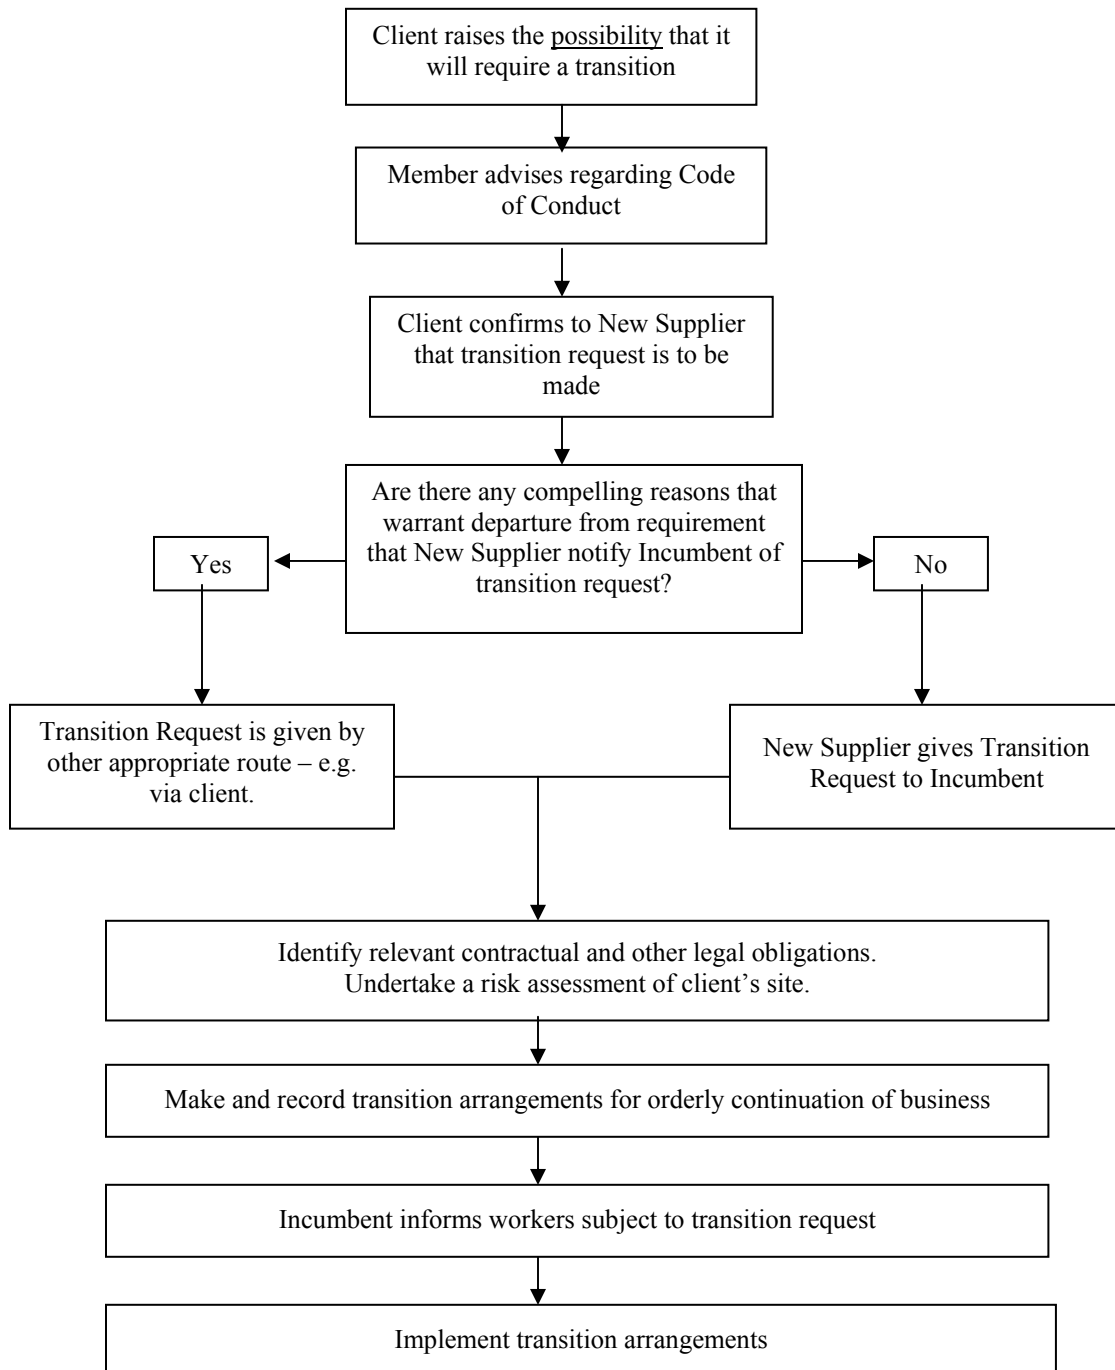 Client raises the possibility that it
will require a transition
Member advises regarding Code
of Conduct
Client confirms to New Supplier
that transition request is to be
made
Are there any compelling reasons that
warrant departure from requirement
that New Supplier notify Incumbent of
transition request?
Yes
No
Transition Request is given by
other appropriate route – e.g.
via client.
New Supplier gives Transition
Request to Incumbent
Identify relevant contractual and other legal obligations.
Undertake a risk assessment of client’s site.
Make and record transition arrangements for orderly continuation of business
Incumbent informs workers subject to transition request
Implement transition arrangements